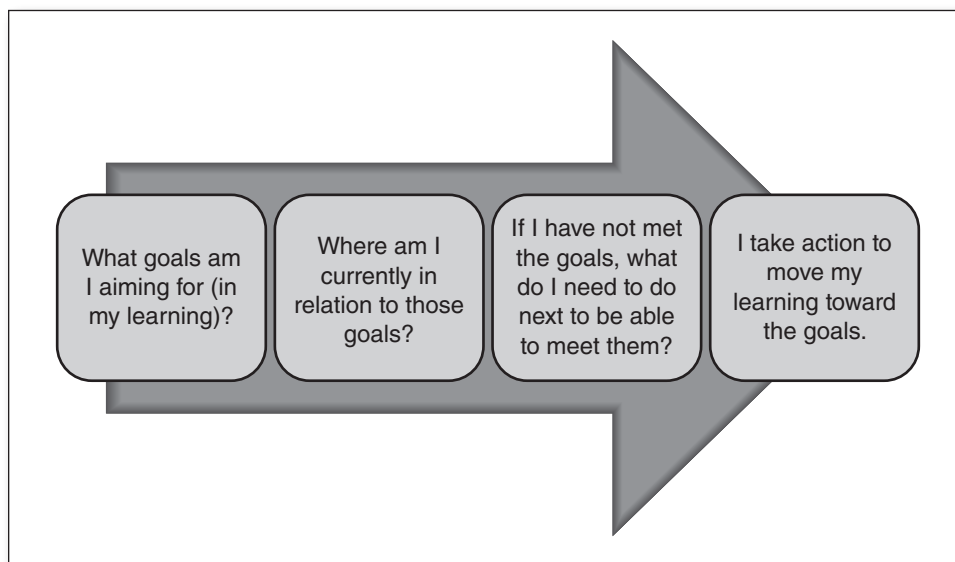 What goals am
I aiming for (in
my learning)?
Where am I
currently in
relation to those
goals?
If I have not met
the goals, what
do I need to do
next to be able
to meet them?
I take action to
move my
learning toward
the goals.